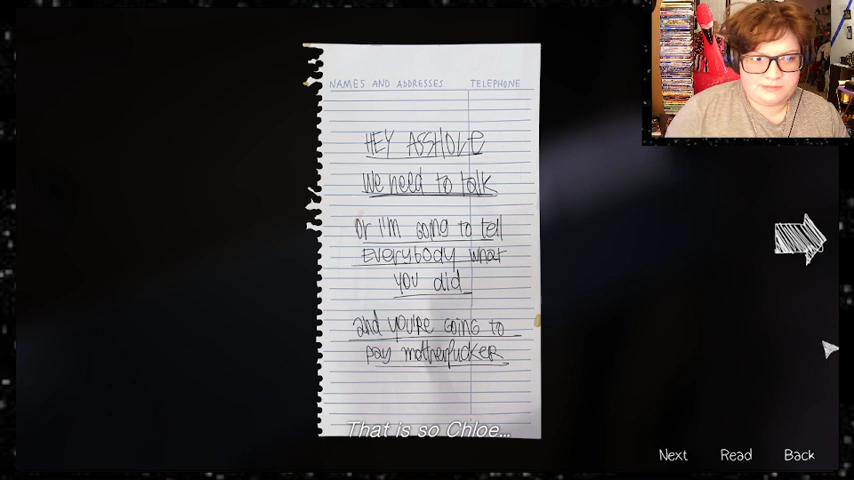 NAMES AND ADDRESSES TELEPHONE
HEY ASSHOLE
We need to talk
or i'm going to tell
EVERYbody what
you did
and you're going to
pay motherfucker
That is so Chloe...
Next Read Back